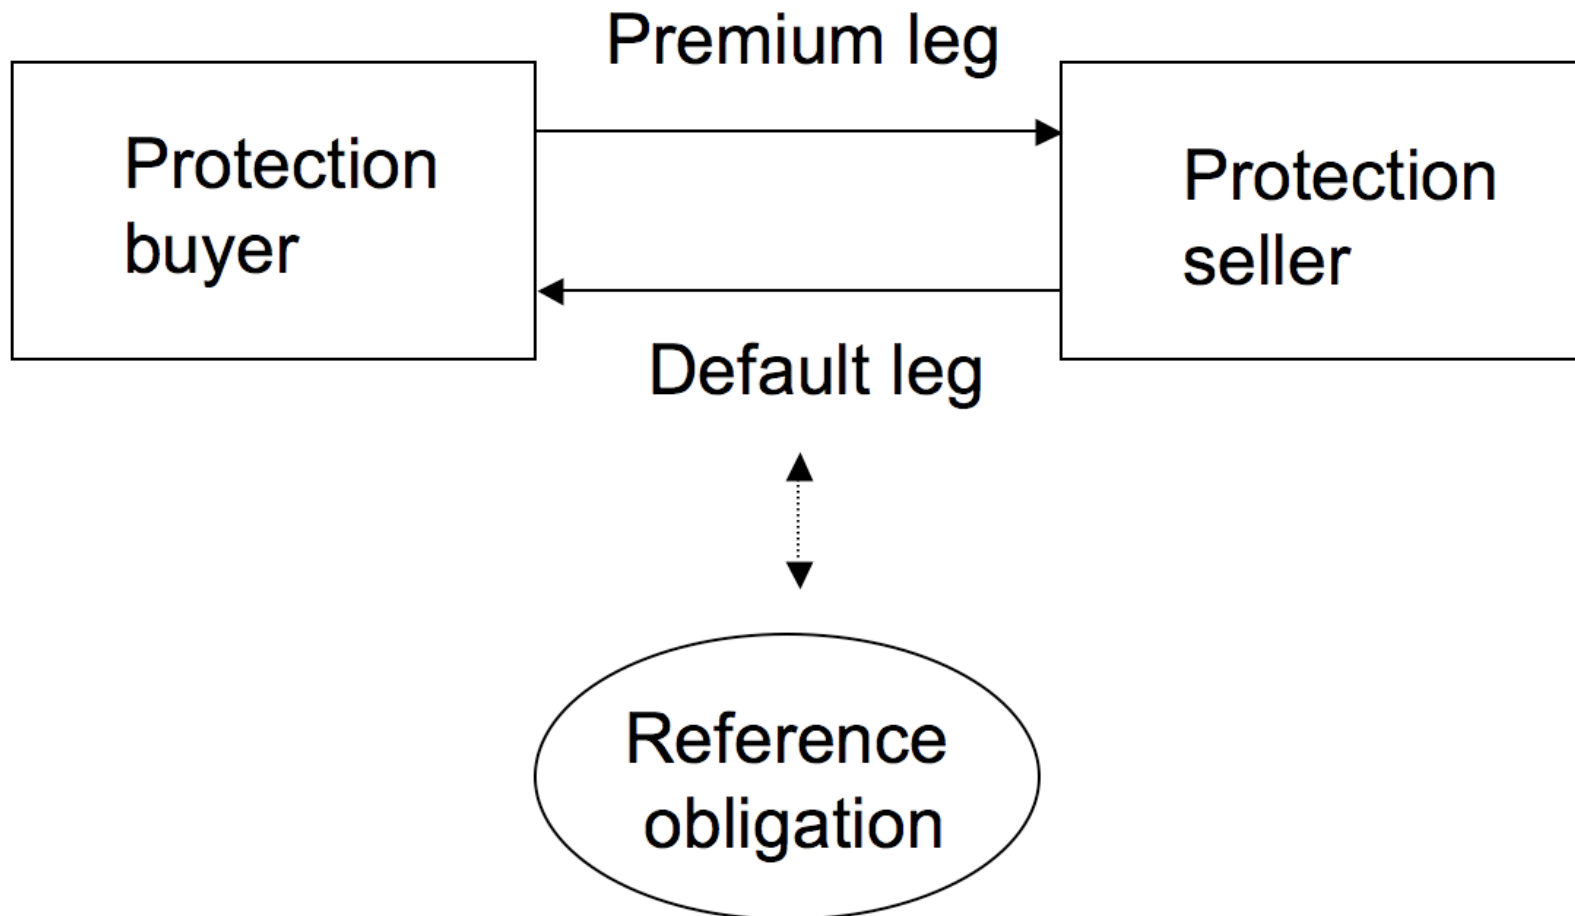 Premium leg
Protection
buyer
Protection
seller
Default leg
Reference
obligation